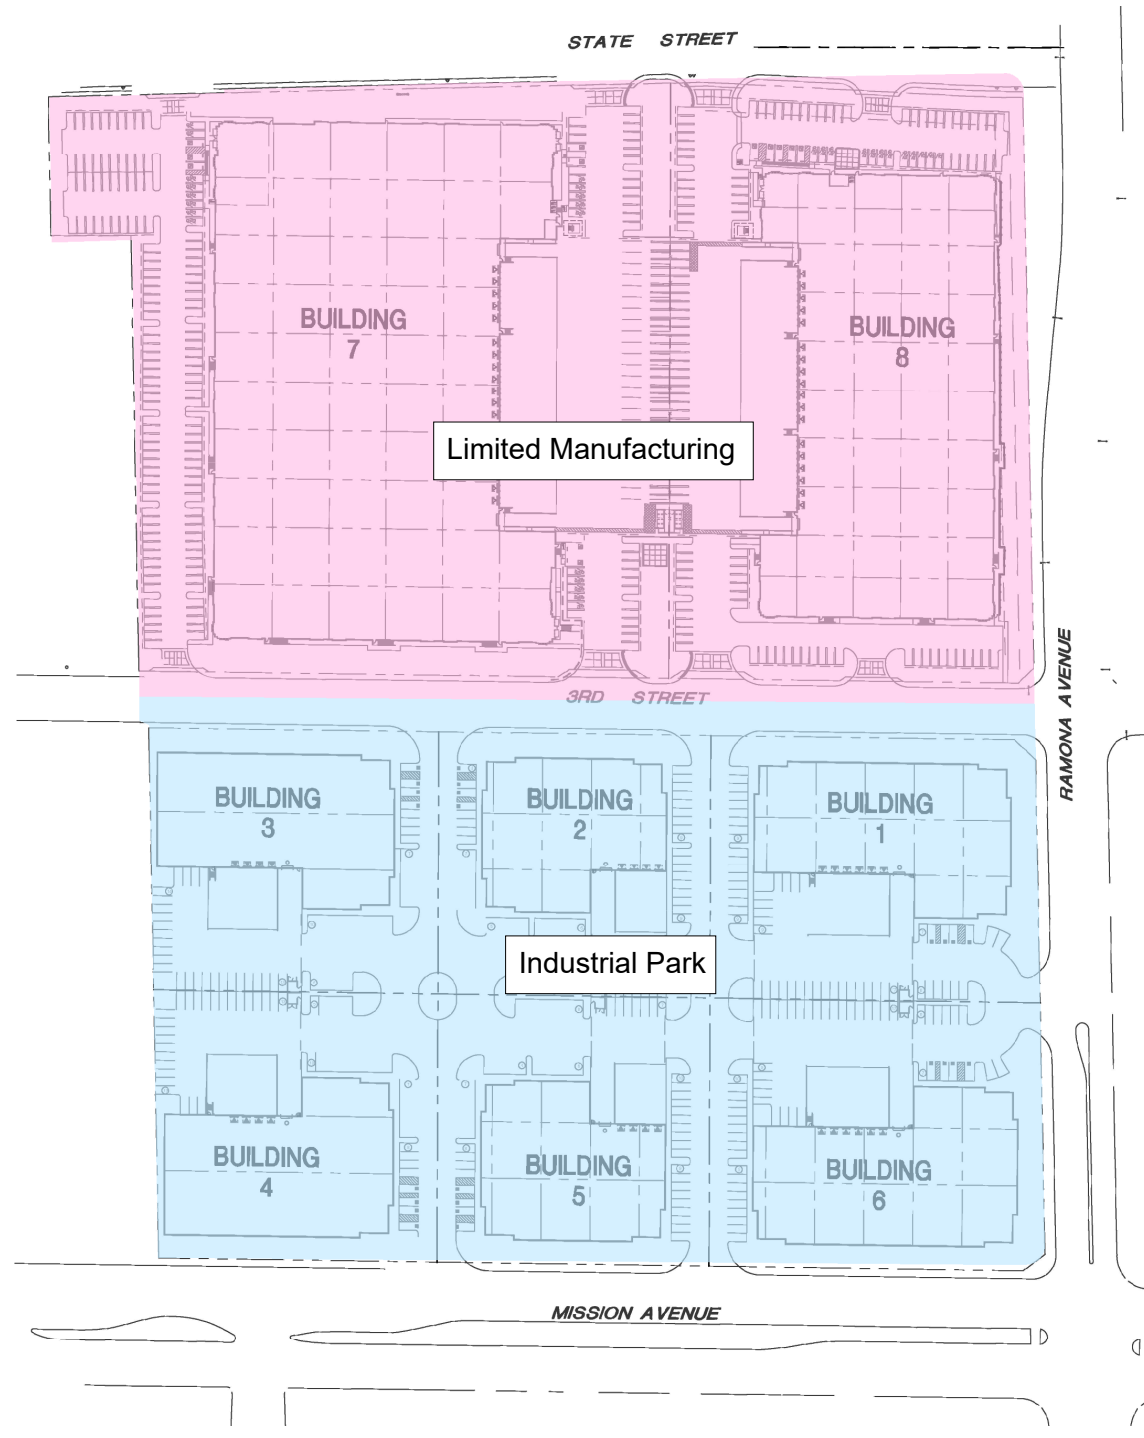 STATE STREET
BUILDING
7
BUILDING
8
Limited Manufacturing
3RD STREET
RAMONA AVENUE
BUILDING
3
BUILDING
2
BUILDING
1
Industrial Park
BUILDING
4
BUILDING
5
BUILDING
6
MISSION AVENUE